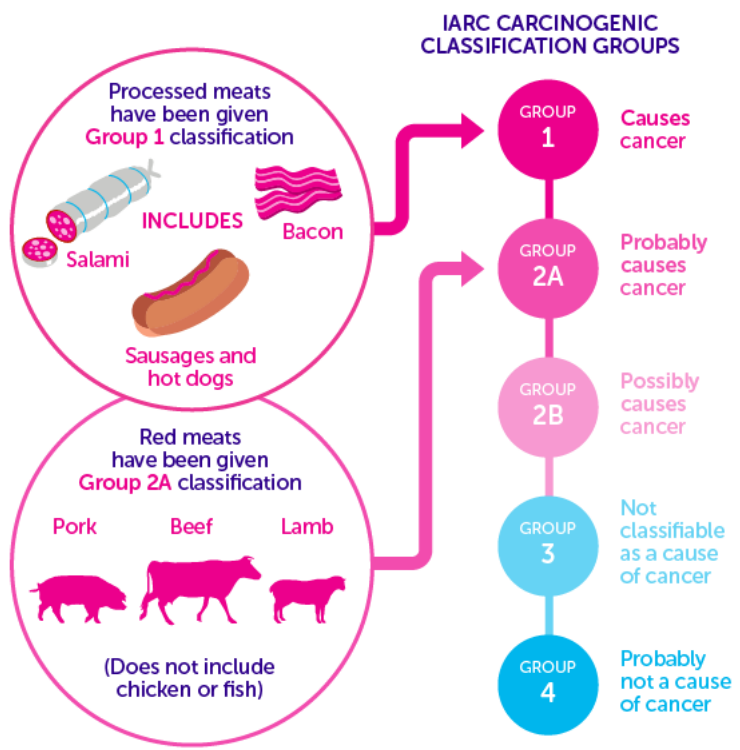 IARC CARCINOGENIC
CLASSIFICATION GROUPS
Processed meats
have been given
Group 1 classification
INCLUDES
Salami
Bacon
Sausages and
hot dogs
Red meats
have been given
Group 2A classification
Pork
Beef
Lamb
(Does not include
chicken or fish)
GROUP
1
Causes
cancer
GROUP
2A
Probably
causes
cancer
GROUP
2B
Possibly
causes
cancer
GROUP
3
Not
classifiable
as a cause
of cancer
GROUP
4
Probably
not a cause
of cancer